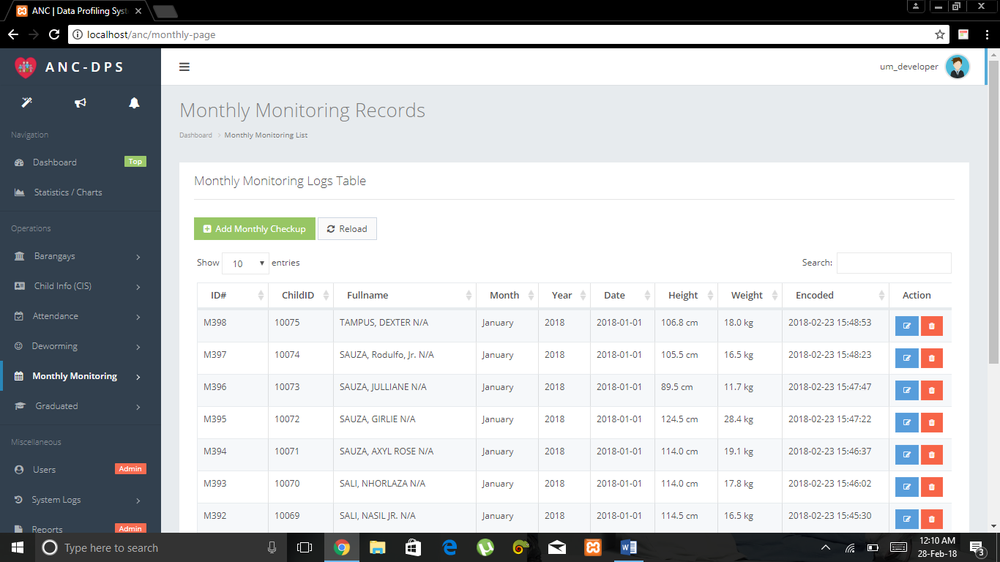 ANC | Data Profiling Syst
localhost/anc/monthly-page
ANC-DPS
um_developer
Navigation
Dashboard Top
Statistics / Charts
Operations
Barangays
Child Info (CIS)
Attendance
Deworming
Monthly Monitoring
Graduated
Miscellaneous
Users Admin
System Logs
Reports Admin
Monthly Monitoring Records
Dashboard > Monthly Monitoring List
Monthly Monitoring Logs Table
Add Monthly Checkup Reload
Show 10 entries Search:
ID# ChildID Fullname Month Year Date Height Weight Encoded Action
M398 10075 TAMPUS, DEXTER N/A January 2018 2018-01-01 106.8 cm 18.0 kg 2018-02-23 15:48:53
M397 10074 SAUZA, Rodulfo, Jr. N/A January 2018 2018-01-01 105.5 cm 16.5 kg 2018-02-23 15:48:23
M396 10073 SAUZA, JULLIANE N/A January 2018 2018-01-01 89.5 cm 11.7 kg 2018-02-23 15:47:47
M395 10072 SAUZA, GIRLIE N/A January 2018 2018-01-01 124.5 cm 28.4 kg 2018-02-23 15:47:22
M394 10071 SAUZA, AXYL ROSE N/A January 2018 2018-01-01 114.0 cm 19.1 kg 2018-02-23 15:46:37
M393 10070 SALI, NHORLAZA N/A January 2018 2018-01-01 114.0 cm 17.8 kg 2018-02-23 15:46:02
M392 10069 SALI, NASIL JR. N/A January 2018 2018-01-01 114.5 cm 16.5 kg 2018-02-23 15:45:30
Type here to search
12:10 AM
28-Feb-18
3